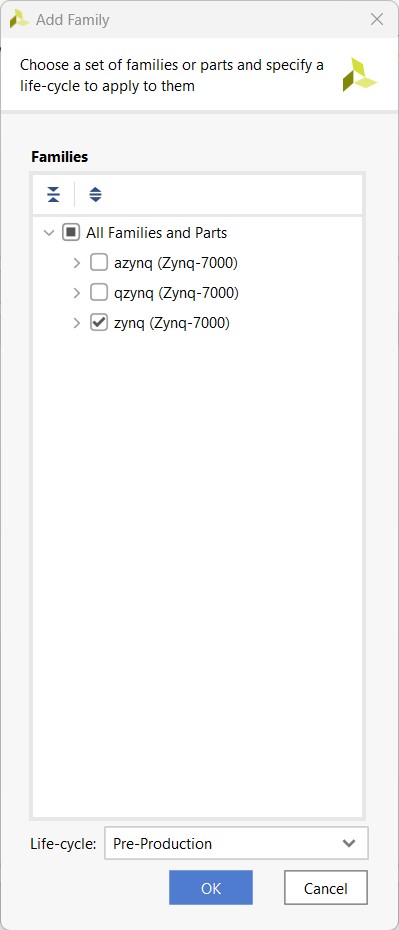 Add Family
Choose a set of families or parts and specify a
life-cycle to apply to them
Families
All Families and Parts
azynq (Zynq-7000)
qzynq (Zynq-7000)
zynq (Zynq-7000)
Life-cycle:
Pre-Production
OK
Cancel